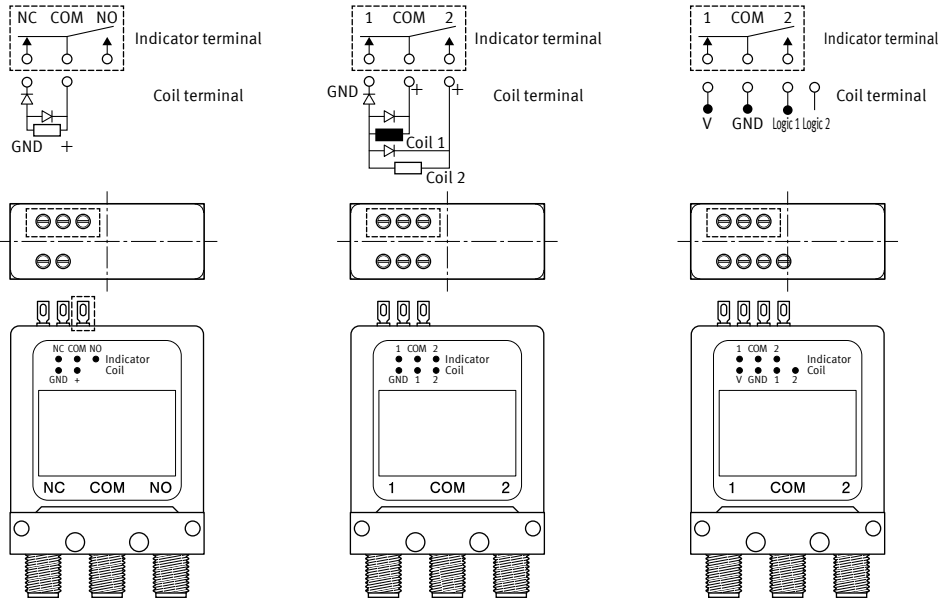 NC COM NO
Indicator terminal
Coil terminal
GND +
1 COM 2
Indicator terminal
GND + +
Coil terminal
Coil 1
Coil 2
1 COM 2
Indicator terminal
Coil terminal
V GND Logic 1 Logic 2
NC COM NO
Indicator
Coil
GND +
NC COM NO
1 COM 2
Indicator
Coil
GND 1 2
1 COM 2
1 COM 2
Indicator
Coil
V GND 1 2
1 COM 2